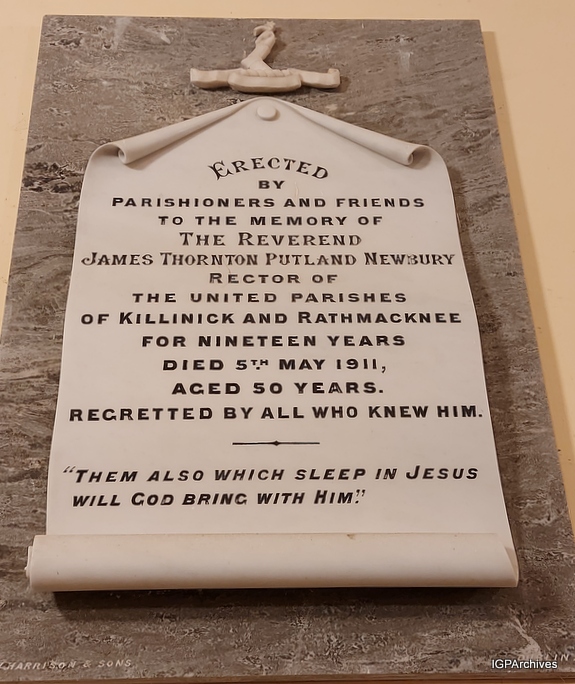 ERECTED
BY
PARISHIONERS AND FRIENDS
TO THE MEMORY OF
THE REVEREND
JAMES THORNTON PUTLAND NEWBURY
RECTOR OF
THE UNITED PARISHES
OF KILLINICK AND RATHMACKNEE
FOR NINETEEN YEARS
DIED 5TH MAY 1911,
AGED 50 YEARS.
REGRETTED BY ALL WHO KNEW HIM.
“THEM ALSO WHICH SLEEP IN JESUS
WILL GOD BRING WITH HIM.”
HARRISON & SONS
IGPArchives